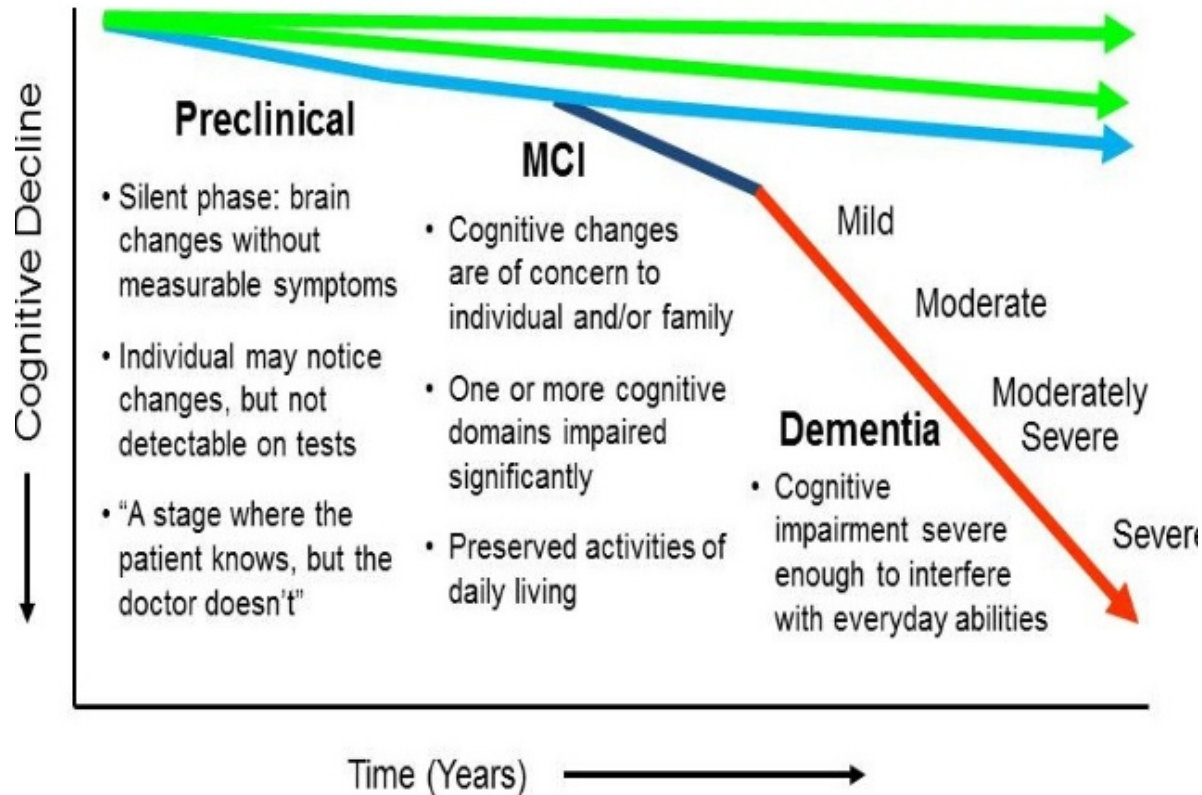 Cognitive Decline
Preclinical
• Silent phase: brain
changes without
measurable symptoms
• Individual may notice
changes, but not
detectable on tests
• “A stage where the
patient knows, but the
doctor doesn’t”
MCI
• Cognitive changes
are of concern to
individual and/or family
• One or more cognitive
domains impaired
significantly
• Preserved activities of
daily living
Dementia
• Cognitive
impairment severe
enough to interfere
with everyday abilities
Mild
Moderate
Moderately
Severe
Severe
Time (Years)